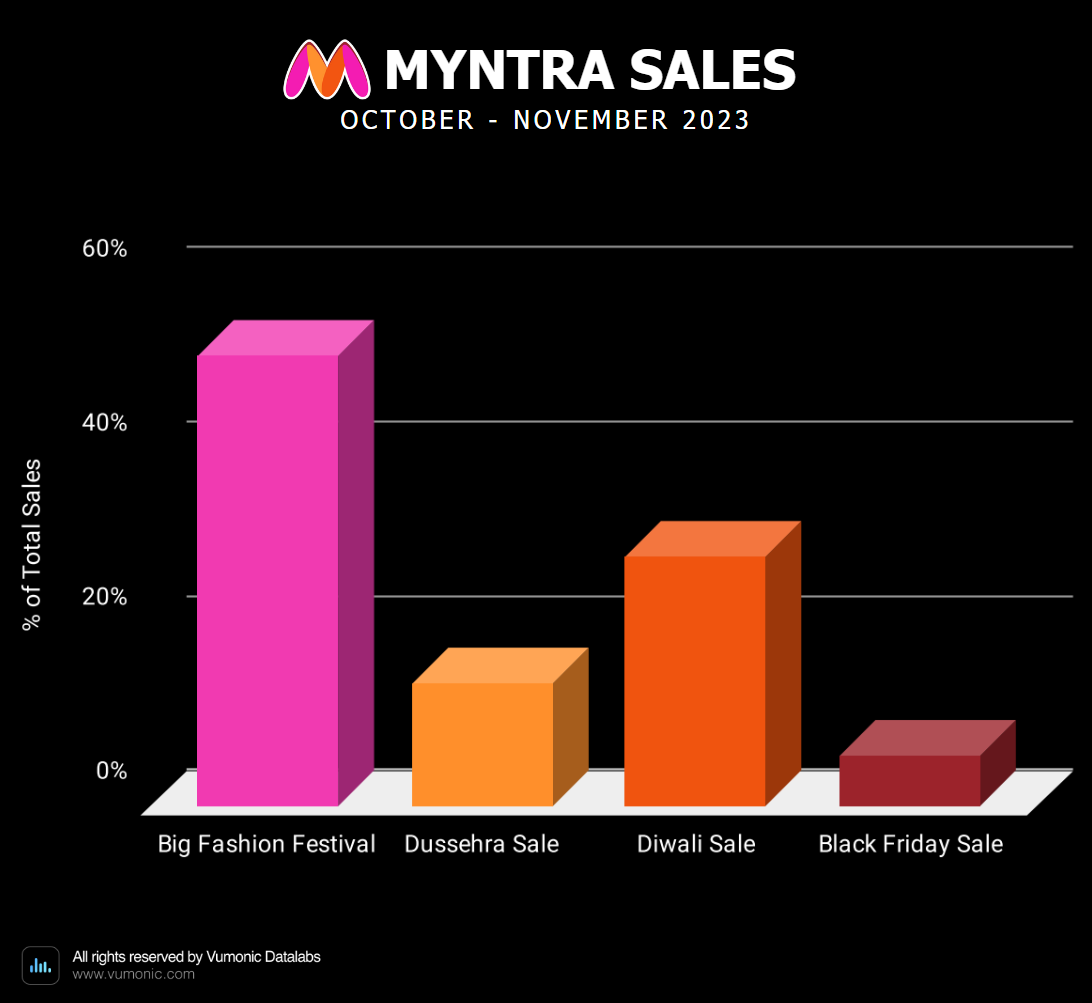 MYNTRA SALES
OCTOBER - NOVEMBER 2023
60%
40%
20%
0%
% of Total Sales
Big Fashion Festival
Dussehra Sale
Diwali Sale
Black Friday Sale
All rights reserved by Vumonic Datalabs
www.vumonic.com